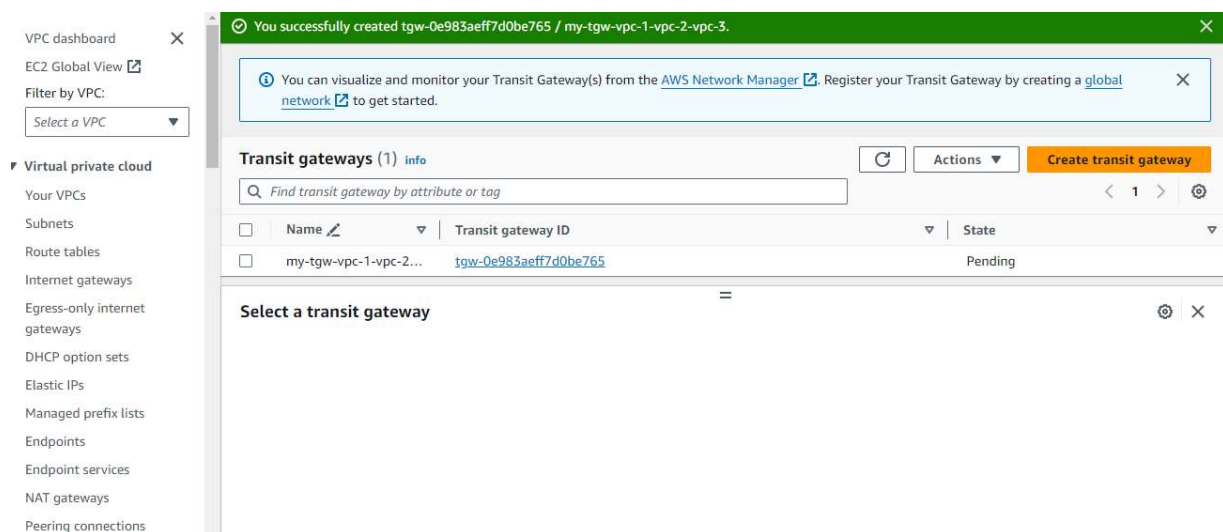 VPC dashboard
EC2 Global View
Filter by VPC:
Select a VPC
Virtual private cloud
Your VPCs
Subnets
Route tables
Internet gateways
Egress-only internet
gateways
DHCP option sets
Elastic IPs
Managed prefix lists
Endpoints
Endpoint services
NAT gateways
Peering connections
You successfully created tgw-0e983aeff7d0be765 / my-tgw-vpc-1-vpc-2-vpc-3.
You can visualize and monitor your Transit Gateway(s) from the AWS Network Manager. Register your Transit Gateway by creating a global
network to get started.
Transit gateways (1) info
Actions
Create transit gateway
Find transit gateway by attribute or tag
1
Name Transit gateway ID State
my-tgw-vpc-1-vpc-2... tgw-0e983aeff7d0be765 Pending
Select a transit gateway